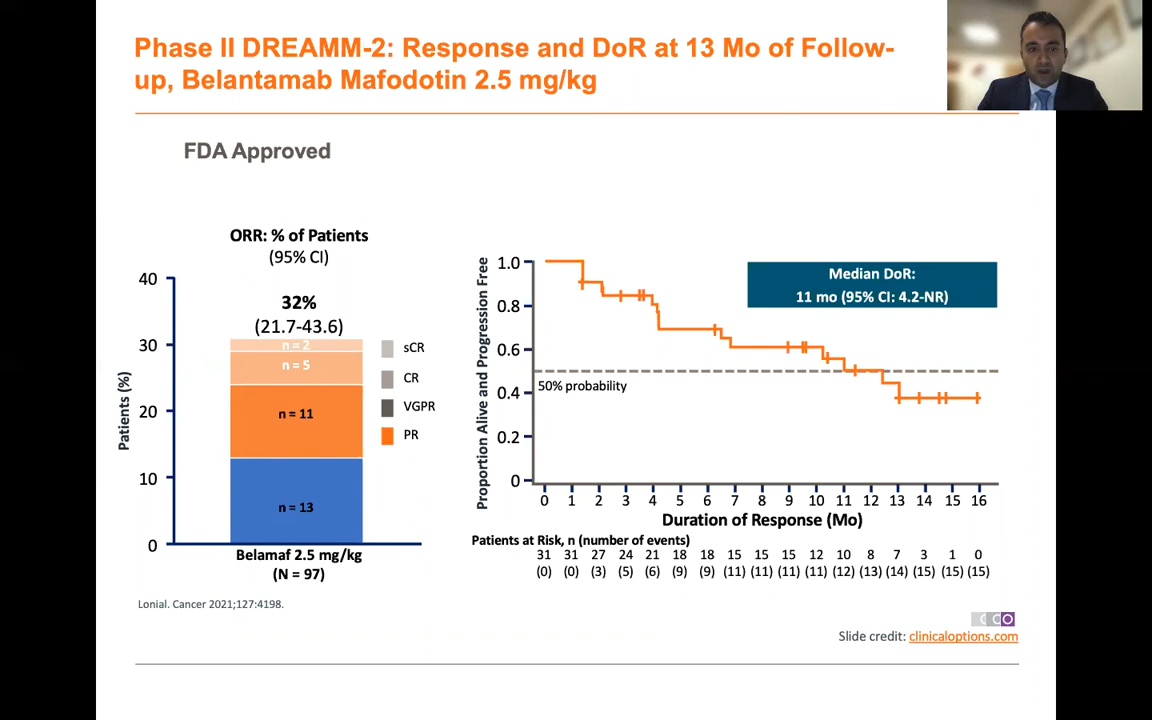 Phase II DREAMM-2: Response and DoR at 13 Mo of Follow-
up, Belantamab Mafodotin 2.5 mg/kg
FDA Approved
ORR: % of Patients
(95% CI)
32%
(21.7-43.6)
Patients (%)
40
30
20
10
0
n = 2
n = 5
n = 11
n = 13
sCR
CR
VGPR
PR
Belamaf 2.5 mg/kg
(N = 97)
Proportion Alive and Progression Free
1.0
0.8
0.6
0.4
0.2
0
Median DoR:
11 mo (95% CI: 4.2-NR)
50% probability
0 1 2 3 4 5 6 7 8 9 10 11 12 13 14 15 16
Duration of Response (Mo)
Patients at Risk, n (number of events)
31 31 27 24 21 18 18 15 15 15 12 10 8 7 3 1 0
(0) (0) (3) (5) (6) (9) (9) (11) (11) (11) (11) (12) (13) (14) (15) (15) (15)
Lonial. Cancer 2021;127:4198.
CCO
Slide credit: clinicaloptions.com